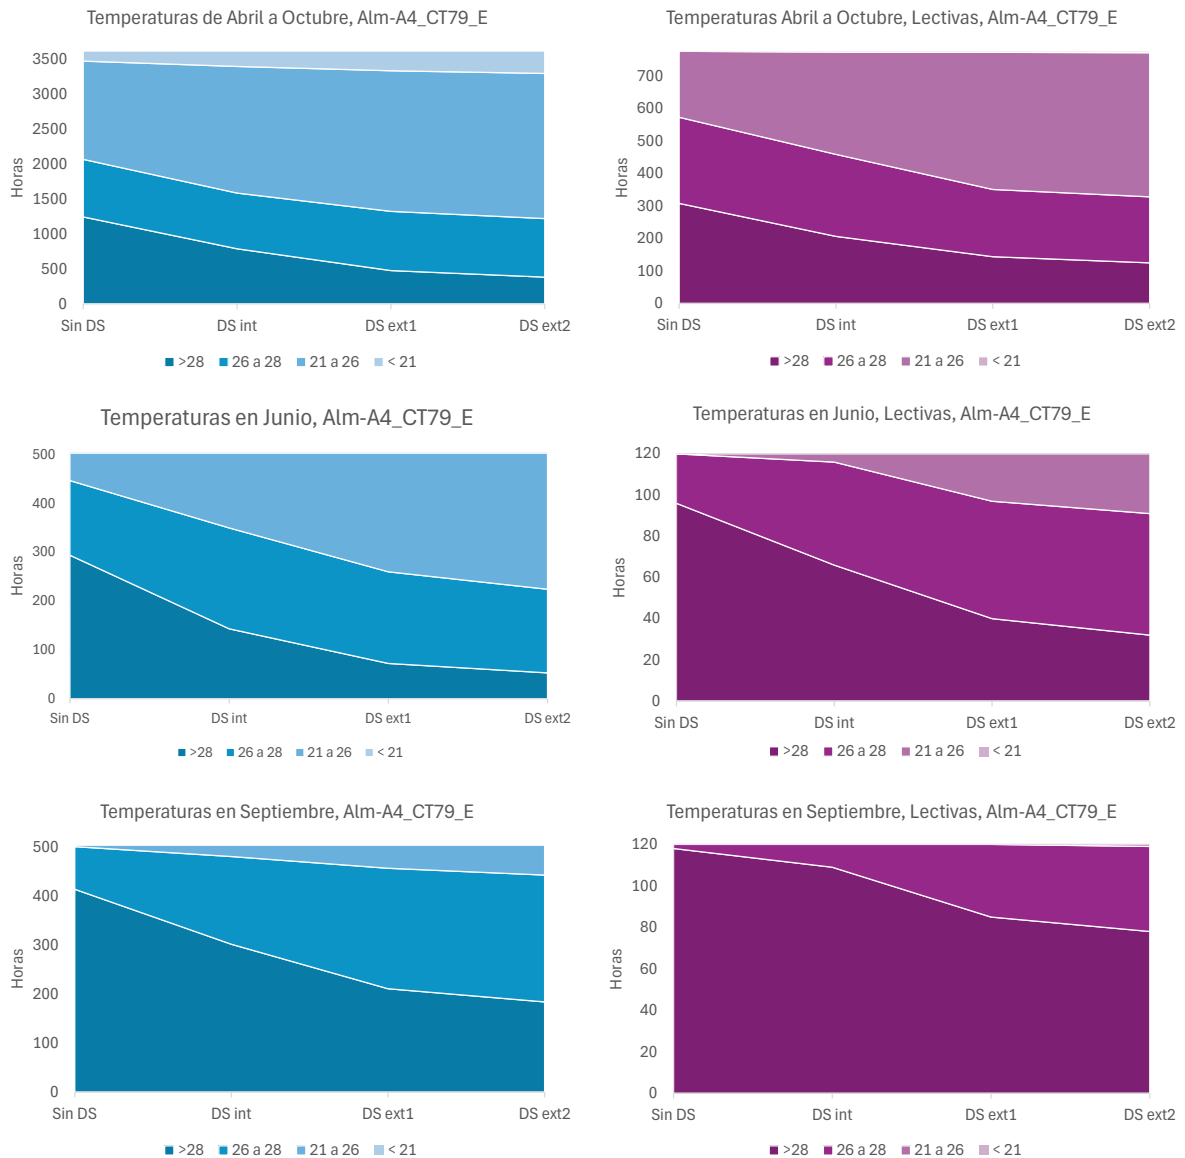 Temperaturas de Abril a Octubre, Alm-A4_CT79_E
Horas
3500
3000
2500
2000
1500
1000
500
0
Sin DS DS int DS ext1 DS ext2
>28 26 a 28 21 a 26 < 21
Temperaturas Abril a Octubre, Lectivas, Alm-A4_CT79_E
Horas
700
600
500
400
300
200
100
0
Sin DS DS int DS ext1 DS ext2
>28 26 a 28 21 a 26 < 21
Temperaturas en Junio, Alm-A4_CT79_E
Horas
500
400
300
200
100
0
Sin DS DS int DS ext1 DS ext2
>28 26 a 28 21 a 26 < 21
Temperaturas en Junio, Lectivas, Alm-A4_CT79_E
Horas
120
100
80
60
40
20
0
Sin DS DS int DS ext1 DS ext2
>28 26 a 28 21 a 26 < 21
Temperaturas en Septiembre, Alm-A4_CT79_E
Horas
500
400
300
200
100
0
Sin DS DS int DS ext1 DS ext2
>28 26 a 28 21 a 26 < 21
Temperaturas en Septiembre, Lectivas, Alm-A4_CT79_E
Horas
120
100
80
60
40
20
0
Sin DS DS int DS ext1 DS ext2
>28 26 a 28 21 a 26 < 21